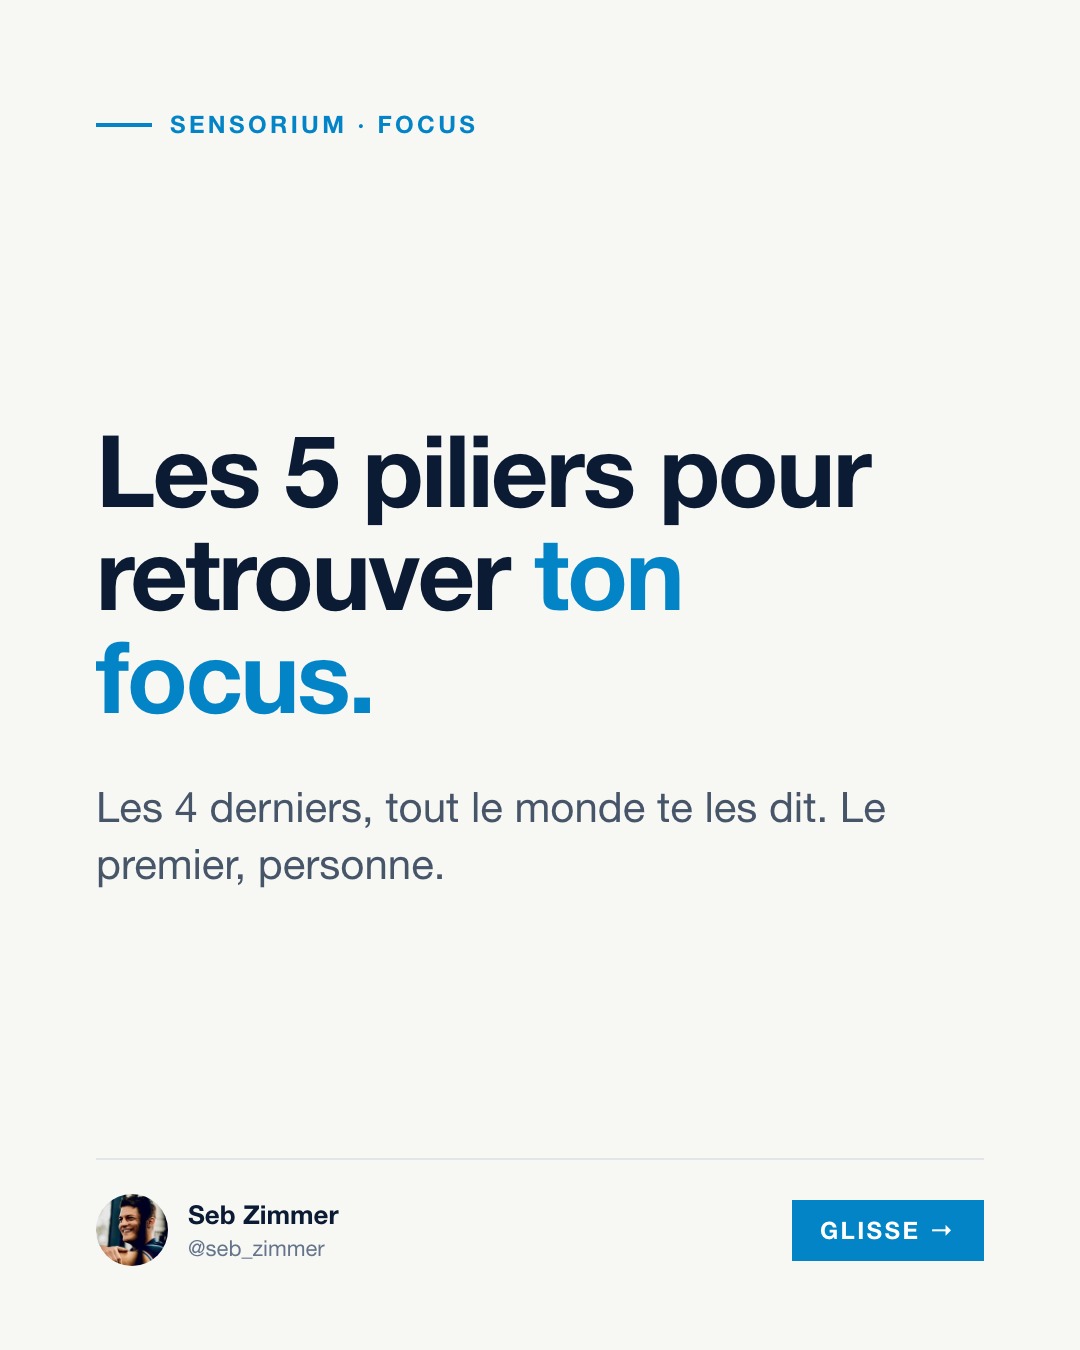 SENSORIUM · FOCUS
Les 5 piliers pour
retrouver ton
focus.
Les 4 derniers, tout le monde te les dit. Le
premier, personne.
Seb Zimmer
@seb_zimmer
GLISSE →